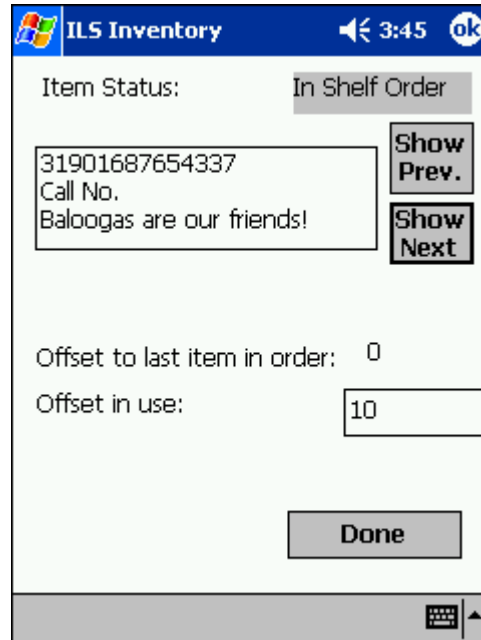 ILS Inventory 3:45 ok
Item Status: In Shelf Order
Show
Prev.
31901687654337
Call No.
Baloogas are our friends!
Show
Next
Offset to last item in order: 0
Offset in use: 10
Done